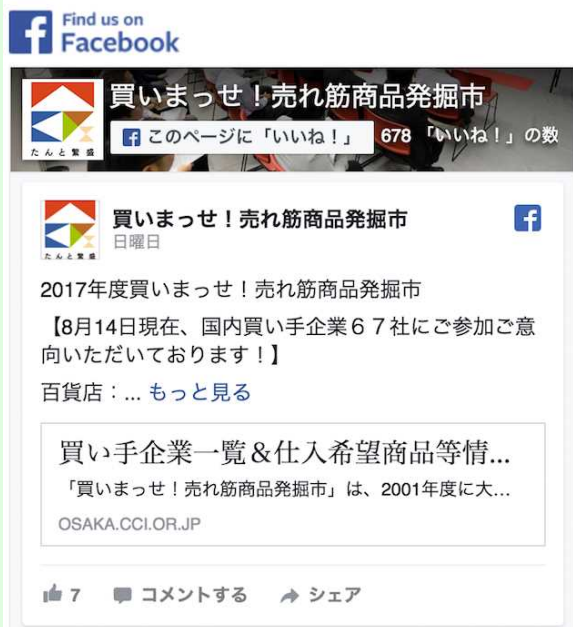 Find us on
Facebook
買いまっせ！売れ筋商品発掘市
このページに「いいね！」 678 「いいね！」の数
たんと繁盛
買いまっせ！売れ筋商品発掘市
日曜日
たんと繁盛
2017年度買いまっせ！売れ筋商品発掘市
【8月14日現在、国内買い手企業６７社にご参加ご意
向いただいております！】
百貨店：... もっと見る
買い手企業一覧＆仕入希望商品等情...
「買いまっせ！売れ筋商品発掘市」は、2001年度に大...
OSAKA.CCI.OR.JP
7 コメントする シェア